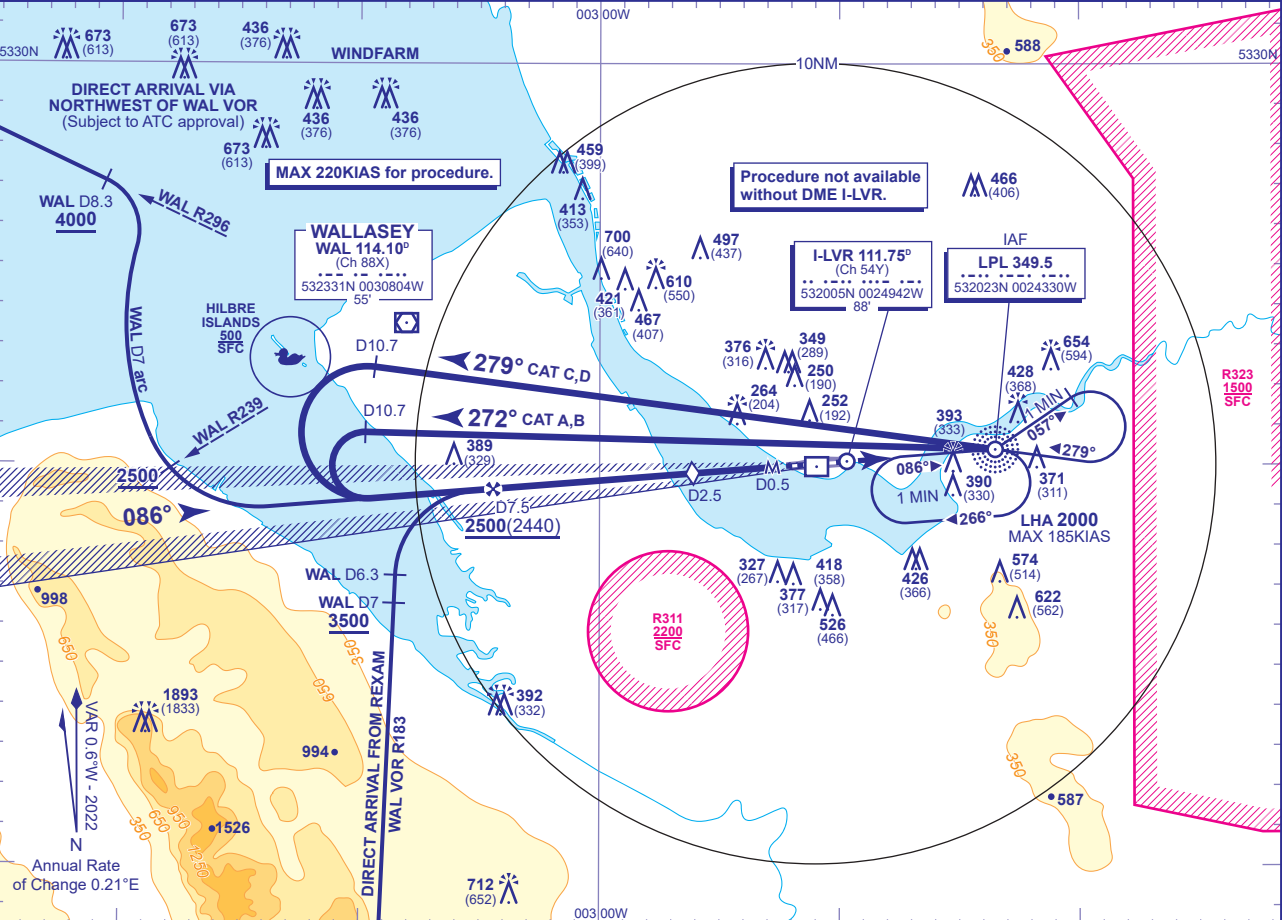 003 00W
673
(613)
673
(613)
436
(376)
WINDFARM
588
350
5330N
10NM
5330N
DIRECT ARRIVAL VIA
NORTHWEST OF WAL VOR
(Subject to ATC approval)
436
(376)
436
(376)
673
(613)
MAX 220KIAS for procedure.
459
(399)
413
(353)
Procedure not available
without DME I-LVR.
466
(406)
WAL D8.3
4000
WAL R296
WALLASEY
WAL 114.10ᴰ
(Ch 88X)
532331N 0030804W
55'
700
(640)
497
(437)
610
(550)
421
(361)
467
(407)
I-LVR 111.75ᴰ
(Ch 54Y)
532005N 0024942W
88'
IAF
LPL 349.5
532023N 0024330W
HILBRE
ISLANDS
500
SFC
WAL D7 arc
D10.7
279° CAT C,D
376
(316)
349
(289)
250
(190)
654
(594)
428
(368)
R323
1500
SFC
264
(204)
252
(192)
1 MIN
057°
D10.7
272° CAT A,B
393
(333)
279°
WAL R239
389
(329)
086°
390
(330)
371
(311)
2500
D2.5
D0.5
1 MIN
266°
086°
D7.5
2500(2440)
LHA 2000
MAX 185KIAS
WAL D6.3
WAL D7
3500
327
(267)
377
(317)
418
(358)
526
(466)
426
(366)
574
(514)
622
(562)
350
998
650
350
650
R311
2200
SFC
1893
(1833)
392
(332)
994
DIRECT ARRIVAL FROM REXAM
WAL VOR R183
350
587
VAR 0.6°W - 2022
N
Annual Rate
of Change 0.21°E
350
650
950
1250
1526
712
(652)
003 00W